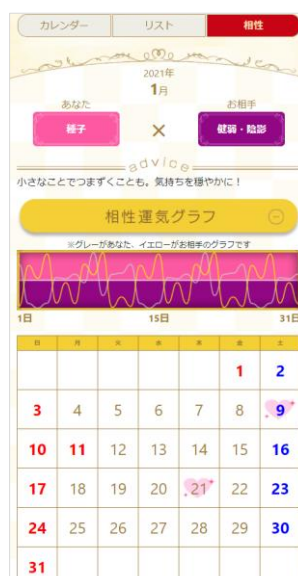 カレンダー リスト 相性
2021年
1月
あなた お相手
種子 × 健弱・陰影
advice
小さなことでつまずくことも。気持ちを穏やかに!
相性運気グラフ
※グレーがあなた、イエローがお相手のグラフです
1日 15日 31日
日 月 火 水 木 金 土
1 2
3 4 5 6 7 8 9
10 11 12 13 14 15 16
17 18 19 20 21 22 23
24 25 26 27 28 29 30
31